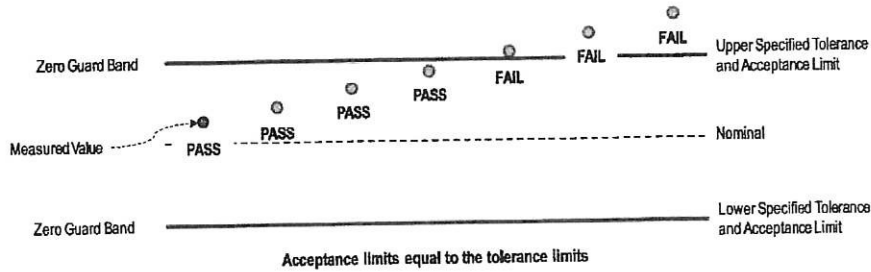 FAIL
FAIL
Upper Specified Tolerance
and Acceptance Limit
Zero Guard Band
FAIL
PASS
PASS
PASS
PASS
Measured Value
Nominal
Zero Guard Band
Lower Specified Tolerance
and Acceptance Limit
Acceptance limits equal to the tolerance limits